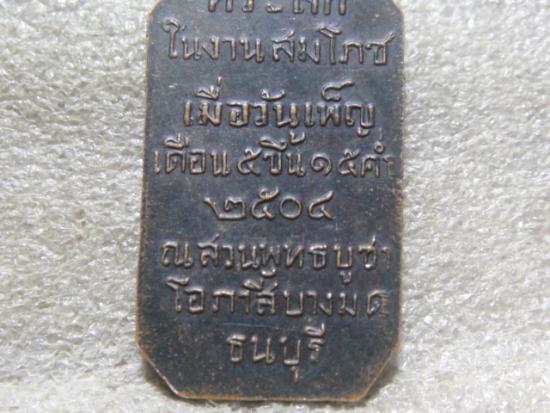 ในงานสมโภช
เมื่อวันเพ็ญ
เดือน๕ขึ้น๑๕ค่ำ
๒๕๐๔
ณสวนพุทธบูชา
โอภาสีบางมด
ธนบุรี